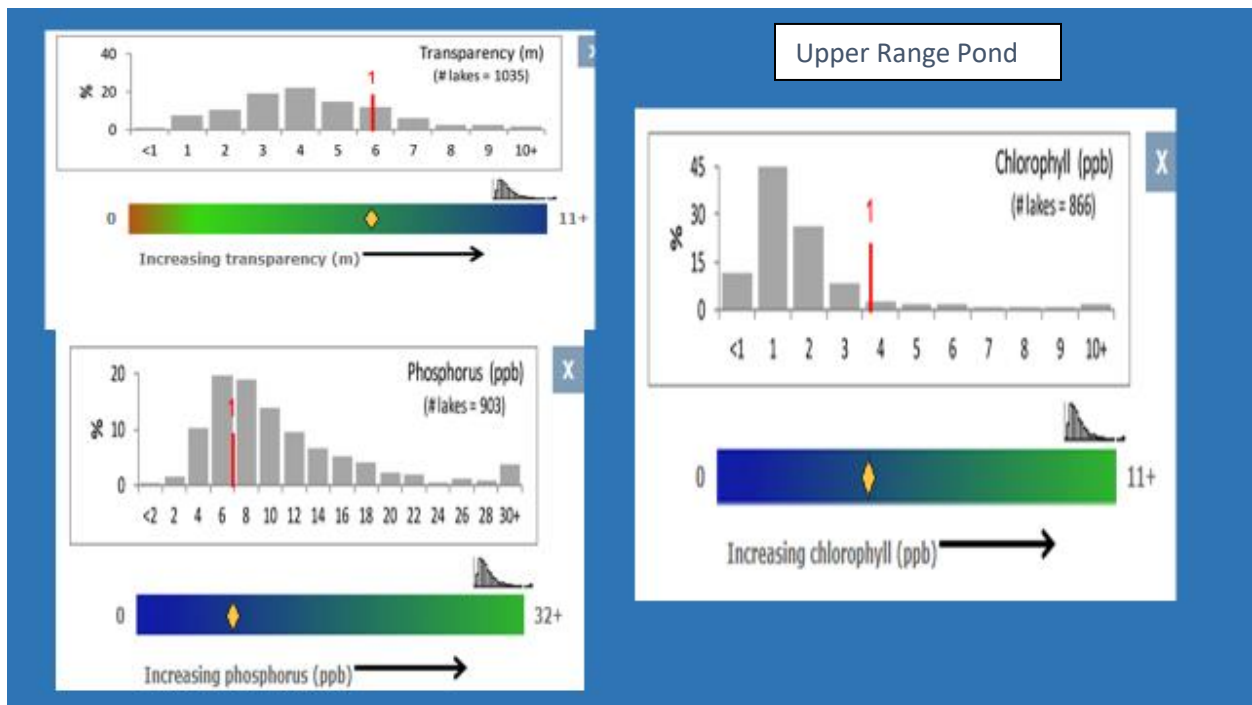 Upper Range Pond
X
Transparency (m)
(# lakes = 1035)
%
40
20
0
1
<1 1 2 3 4 5 6 7 8 9 10+
0
11+
Increasing transparency (m)
X
Phosphorus (ppb)
(# lakes = 903)
%
20
10
0
1
<2 2 4 6 8 10 12 14 16 18 20 22 24 26 28 30+
0
32+
Increasing phosphorus (ppb)
X
Chlorophyll (ppb)
(# lakes = 866)
%
45
30
15
0
1
<1 1 2 3 4 5 6 7 8 9 10+
0
11+
Increasing chlorophyll (ppb)